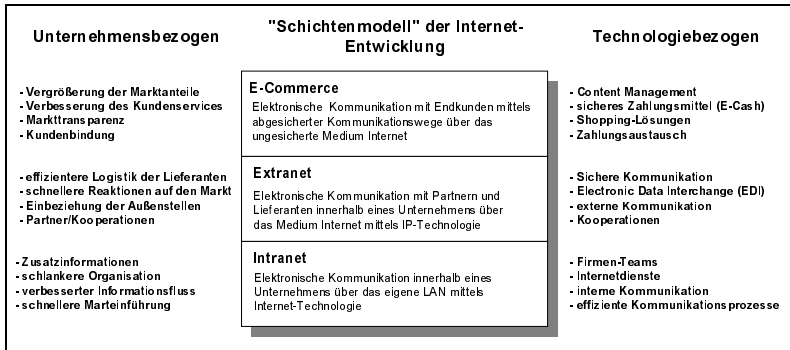 Unternehmensbezogen
- Vergrößerung der Marktanteile
- Verbesserung des Kundenservices
- Markttransparenz
- Kundenbindung
- effizientere Logistik der Lieferanten
- schnellere Reaktionen auf den Markt
- Einbeziehung der Außenstellen
- Partner/Kooperationen
- Zusatzinformationen
- schlankere Organisation
- verbesserter Informationsfluss
- schnellere Marteinführung
"Schichtenmodell" der Internet-
Entwicklung
E-Commerce
Elektronische Kommunikation mit Endkunden mittels
abgesicherter Kommunikationswege über das
ungesicherte Medium Internet
Extranet
Elektronische Kommunikation mit Partnern und
Lieferanten innerhalb eines Unternehmens über
das Medium Internet mittels IP-Technologie
Intranet
Elektronische Kommunikation innerhalb eines
Unternehmens über das eigene LAN mittels
Internet-Technologie
Technologiebezogen
- Content Management
- sicheres Zahlungsmittel (E-Cash)
- Shopping-Lösungen
- Zahlungsaustausch
- Sichere Kommunikation
- Electronic Data Interchange (EDI)
- externe Kommunikation
- Kooperationen
- Firmen-Teams
- Internetdienste
- interne Kommunikation
- effiziente Kommunikationsprozesse